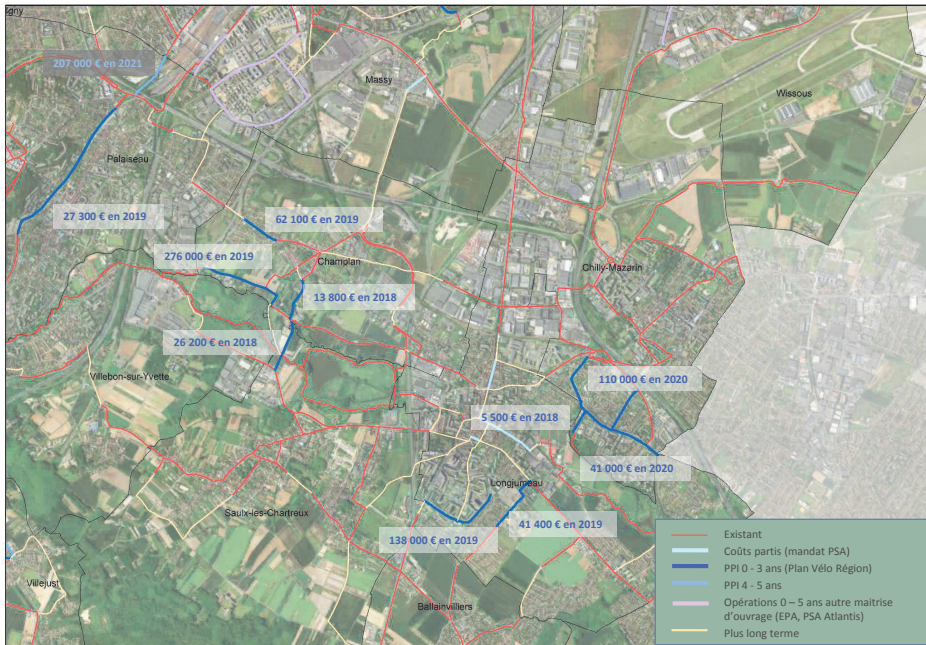 igny
207 000 € en 2021
Massy
Wissous
Palaiseau
27 300 € en 2019
62 100 € en 2019
276 000 € en 2019
Champlan
Chilly-Mazarin
13 800 € en 2018
26 200 € en 2018
Villebon-sur-Yvette
110 000 € en 2020
5 500 € en 2018
41 000 € en 2020
Longjumeau
Saulx-les-Chartreux
41 400 € en 2019
138 000 € en 2019
Villejust
Ballainvilliers
Existant
Coûts partis (mandat PSA)
PPI 0 - 3 ans (Plan Vélo Région)
PPI 4 - 5 ans
Opérations 0 – 5 ans autre maitrise
d'ouvrage (EPA, PSA Atlantis)
Plus long terme